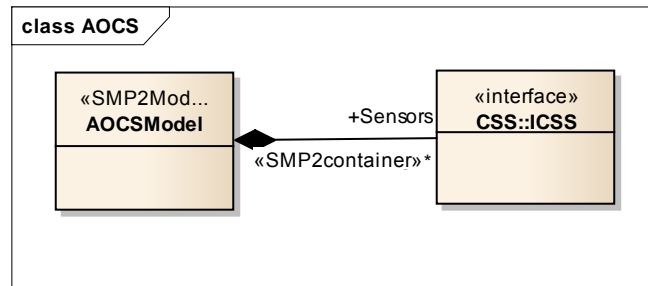 class AOCS
«SMP2Mod...
AOCSModel
+Sensors
«SMP2container»*
«interface»
CSS::ICSS